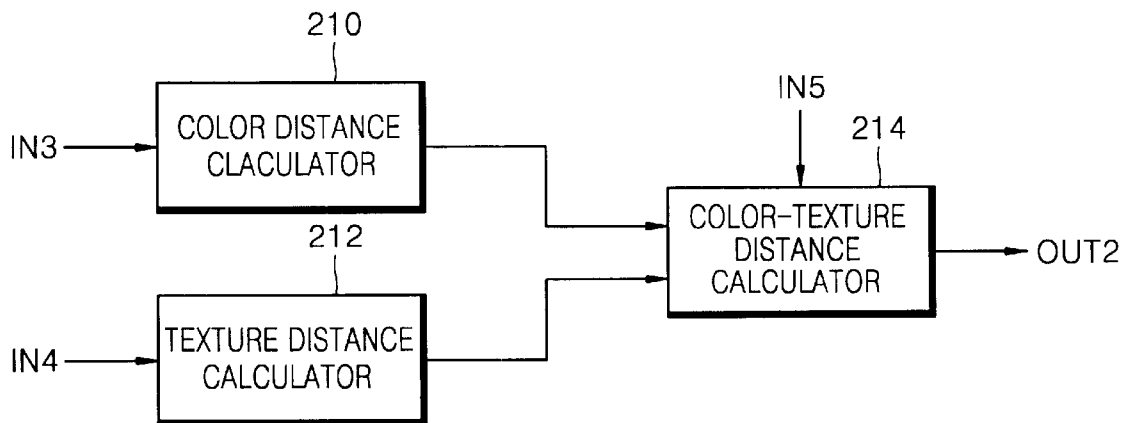 210
IN3
COLOR DISTANCE
CLACULATOR
IN5
214
COLOR-TEXTURE
DISTANCE
CALCULATOR
OUT2
212
IN4
TEXTURE DISTANCE
CALCULATOR